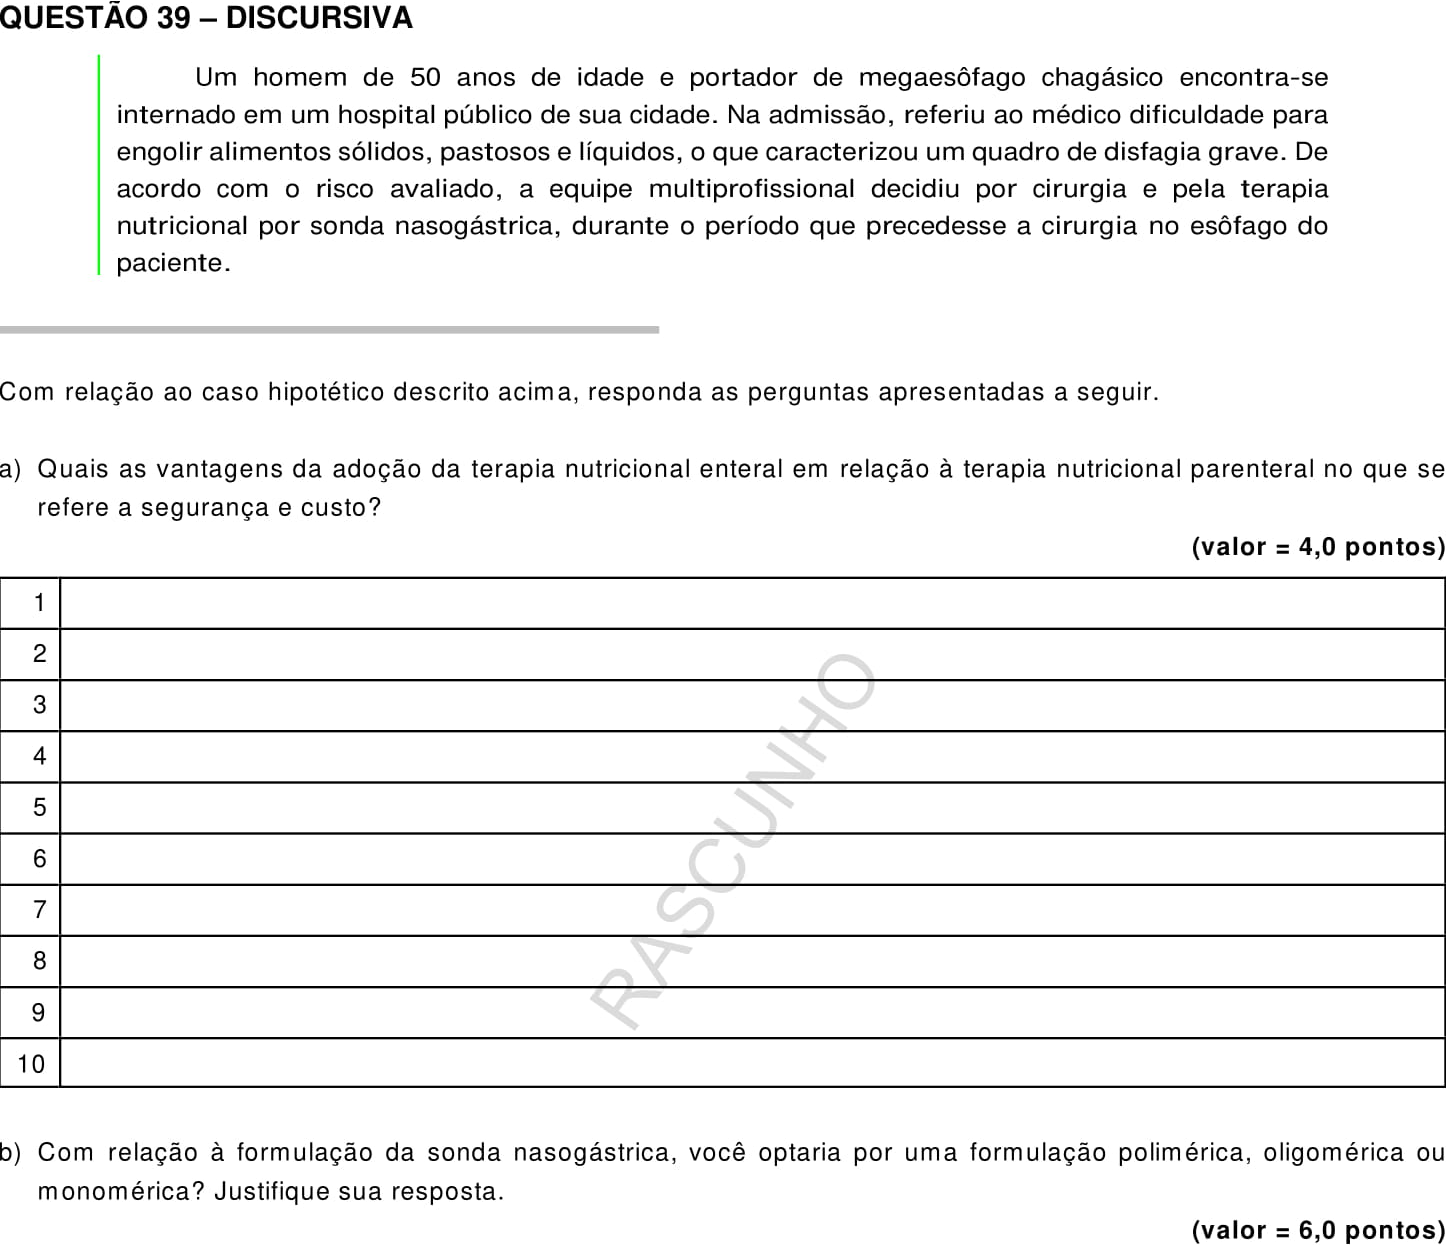 QUESTÃO 39 – DISCURSIVA
Um homem de 50 anos de idade e portador de megaesôfago chagásico encontra-se
internado em um hospital público de sua cidade. Na admissão, referiu ao médico dificuldade para
engolir alimentos sólidos, pastosos e líquidos, o que caracterizou um quadro de disfagia grave. De
acordo com o risco avaliado, a equipe multiprofissional decidiu por cirurgia e pela terapia
nutricional por sonda nasogástrica, durante o período que precedesse a cirurgia no esôfago do
paciente.
Com relação ao caso hipotético descrito acima, responda as perguntas apresentadas a seguir.
a) Quais as vantagens da adoção da terapia nutricional enteral em relação à terapia nutricional parenteral no que se
refere a segurança e custo?
(valor = 4,0 pontos)
1
2
3
4
5
6
7
8
9
10
RASCUNHO
b) Com relação à formulação da sonda nasogástrica, você optaria por uma formulação polimérica, oligomérica ou
monomérica? Justifique sua resposta.
(valor = 6,0 pontos)